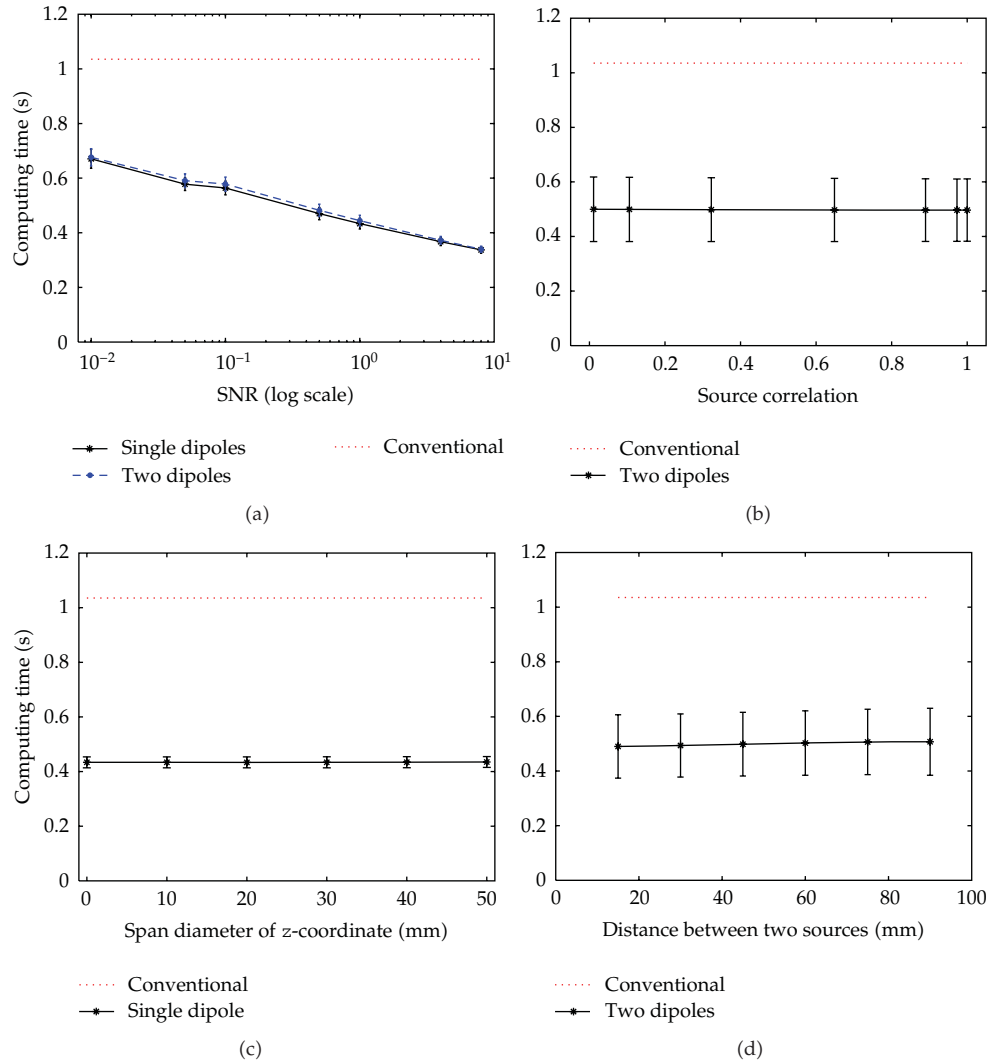 1.2
1
0.8
0.6
0.4
0.2
0
Computing time (s)
10−2
10−1
100
101
SNR (log scale)
Single dipoles
Two dipoles
Conventional
(a)
1.2
1
0.8
0.6
0.4
0.2
0
0
0.2
0.4
0.6
0.8
1
Source correlation
Conventional
Two dipoles
(b)
1.2
1
0.8
0.6
0.4
0.2
0
Computing time (s)
0
10
20
30
40
50
Span diameter of z-coordinate (mm)
Conventional
Single dipole
(c)
1.2
1
0.8
0.6
0.4
0.2
0
0
20
40
60
80
100
Distance between two sources (mm)
Conventional
Two dipoles
(d)